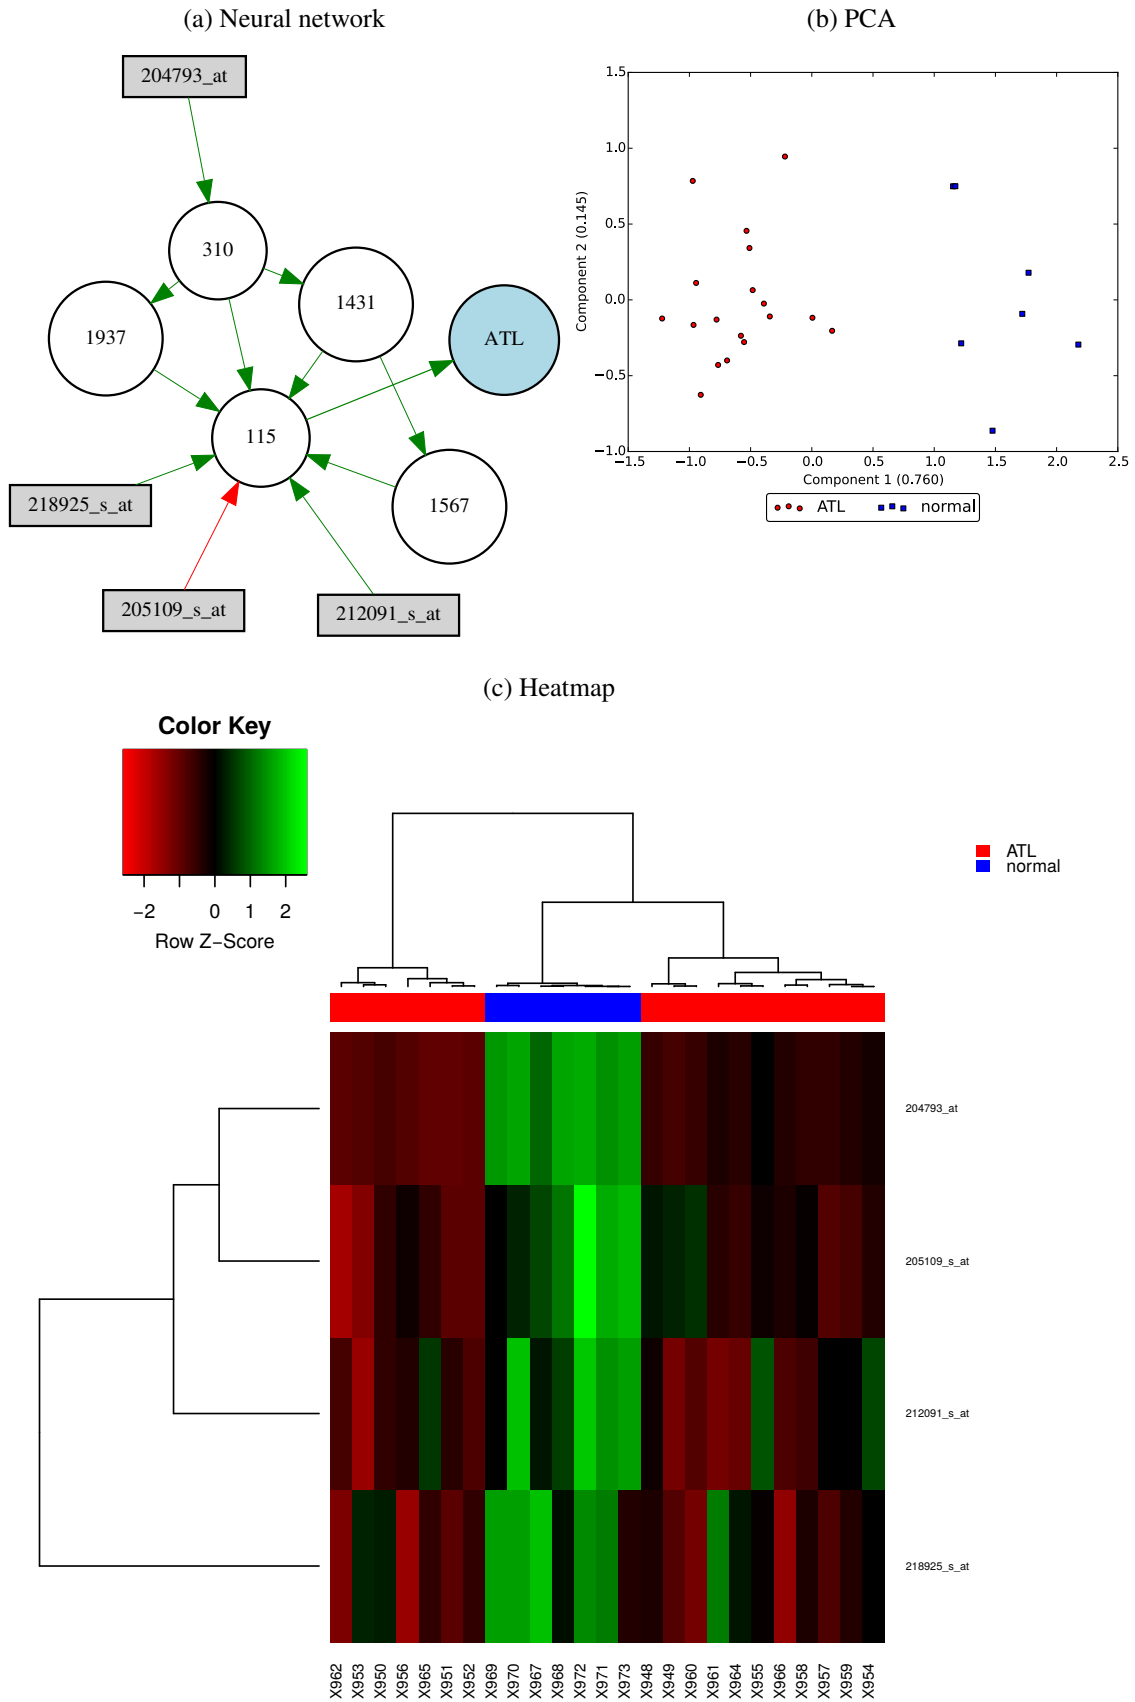 (a) Neural network
(b) PCA
204793_at
310
1431
1937
ATL
115
1567
218925_s_at
205109_s_at
212091_s_at
1.5
1.0
0.5
0.0
−0.5
−1.0
−1.5 −1.0 −0.5 0.0 0.5 1.0 1.5 2.0 2.5
Component 2 (0.145)
Component 1 (0.760)
ATL normal
(c) Heatmap
Color Key
−2 0 1 2
Row Z−Score
ATL
normal
204793_at
205109_s_at
212091_s_at
218925_s_at
X962 X953 X950 X956 X965 X951 X952 X969 X970 X967 X968 X972 X971 X973 X948 X949 X960 X961 X964 X955 X966 X958 X957 X959 X954